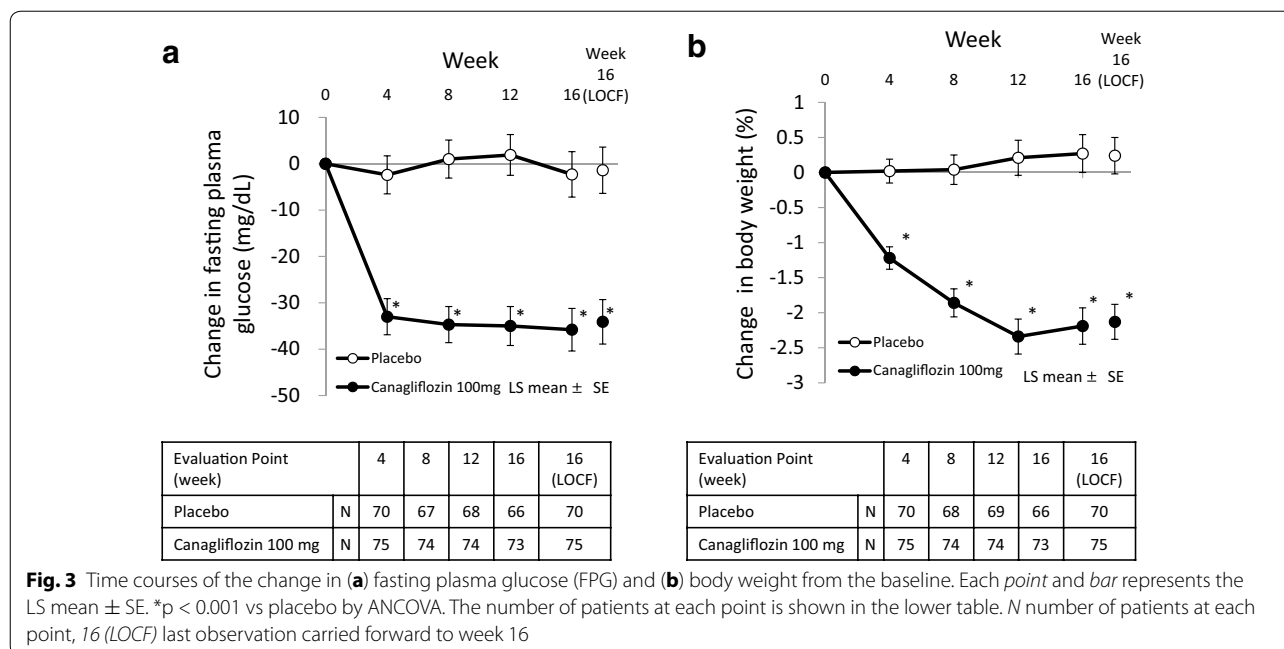 a
Week
Week
16
(LOCF)
0 4 8 12 16
10
0
-10
-20
-30
-40
-50
Change in fasting plasma
glucose (mg/dL)
*
*
*
*
*
Placebo
Canagliflozin 100mg LS mean ± SE
Evaluation Point
(week) 4 8 12 16 16
(LOCF)
Placebo N 70 67 68 66 70
Canagliflozin 100 mg N 75 74 74 73 75
b
Week
Week
16
(LOCF)
0 4 8 12 16
1
0.5
0
-0.5
-1
-1.5
-2
-2.5
-3
Change in body weight (%)
*
*
*
*
*
Placebo
Canagliflozin 100mg LS mean ± SE
Evaluation Point
(week) 4 8 12 16 16
(LOCF)
Placebo N 70 68 69 66 70
Canagliflozin 100 mg N 75 74 74 73 75
Fig. 3 Time courses of the change in (a) fasting plasma glucose (FPG) and (b) body weight from the baseline. Each point and bar represents the
LS mean ± SE. *p < 0.001 vs placebo by ANCOVA. The number of patients at each point is shown in the lower table. N number of patients at each
point, 16 (LOCF) last observation carried forward to week 16